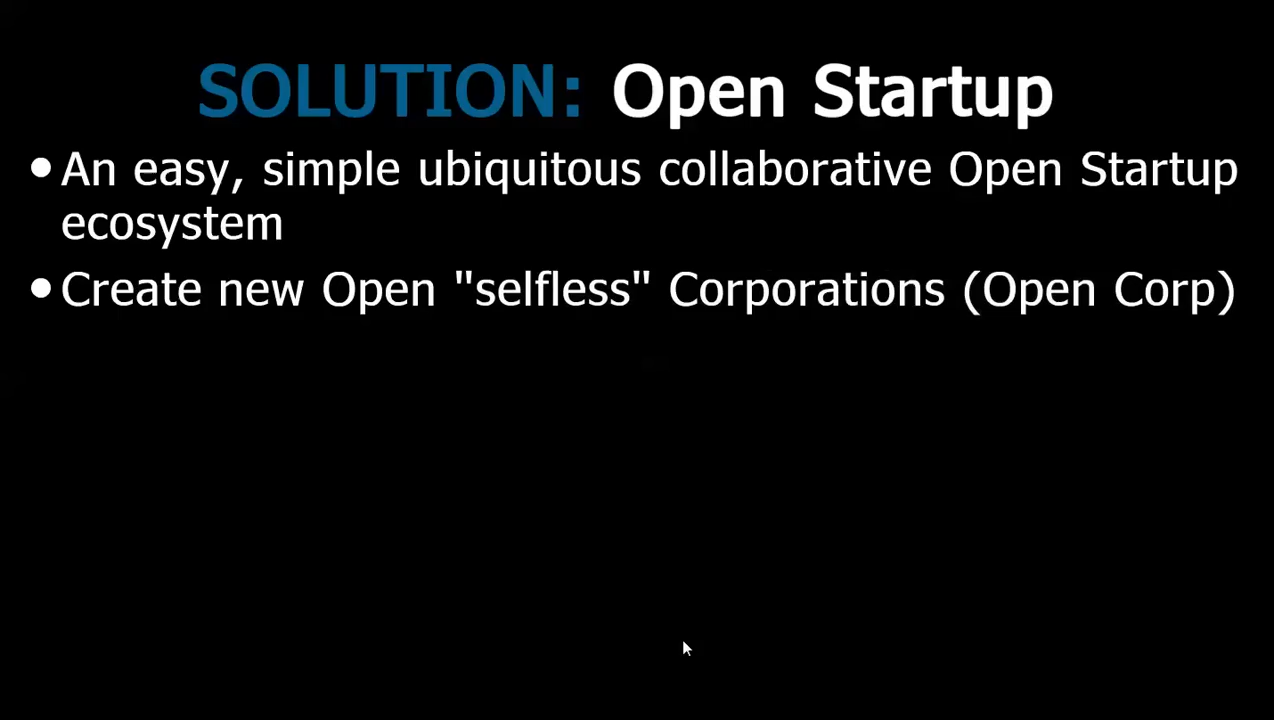 SOLUTION: Open Startup
•An easy, simple ubiquitous collaborative Open Startup
ecosystem
•Create new Open "selfless" Corporations (Open Corp)